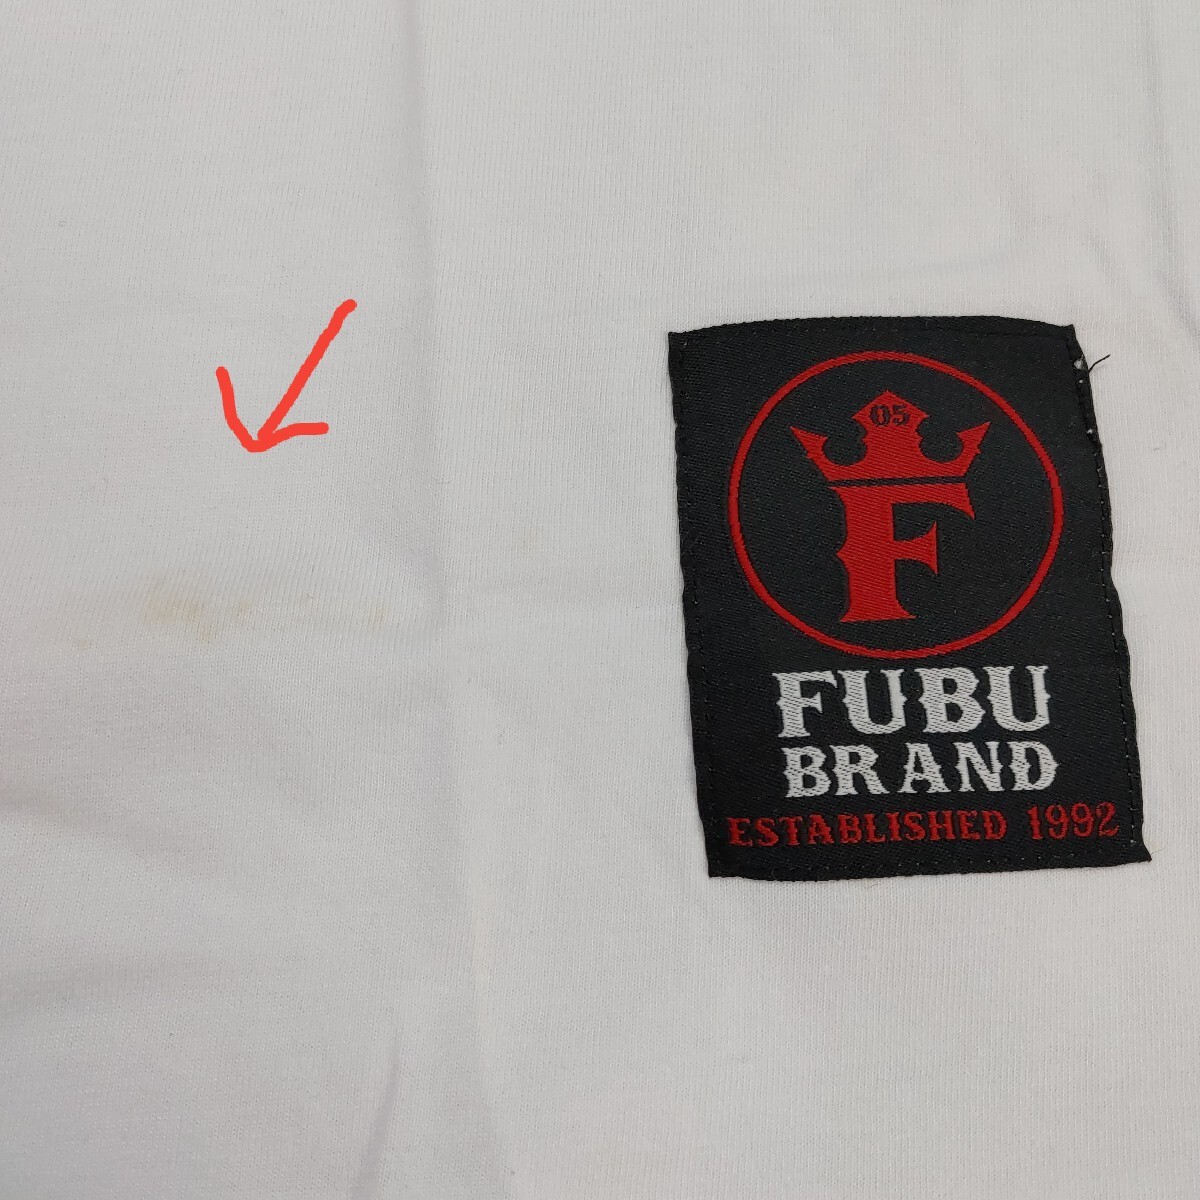 05
F
FUBU
BRAND
ESTABLISHED 1992